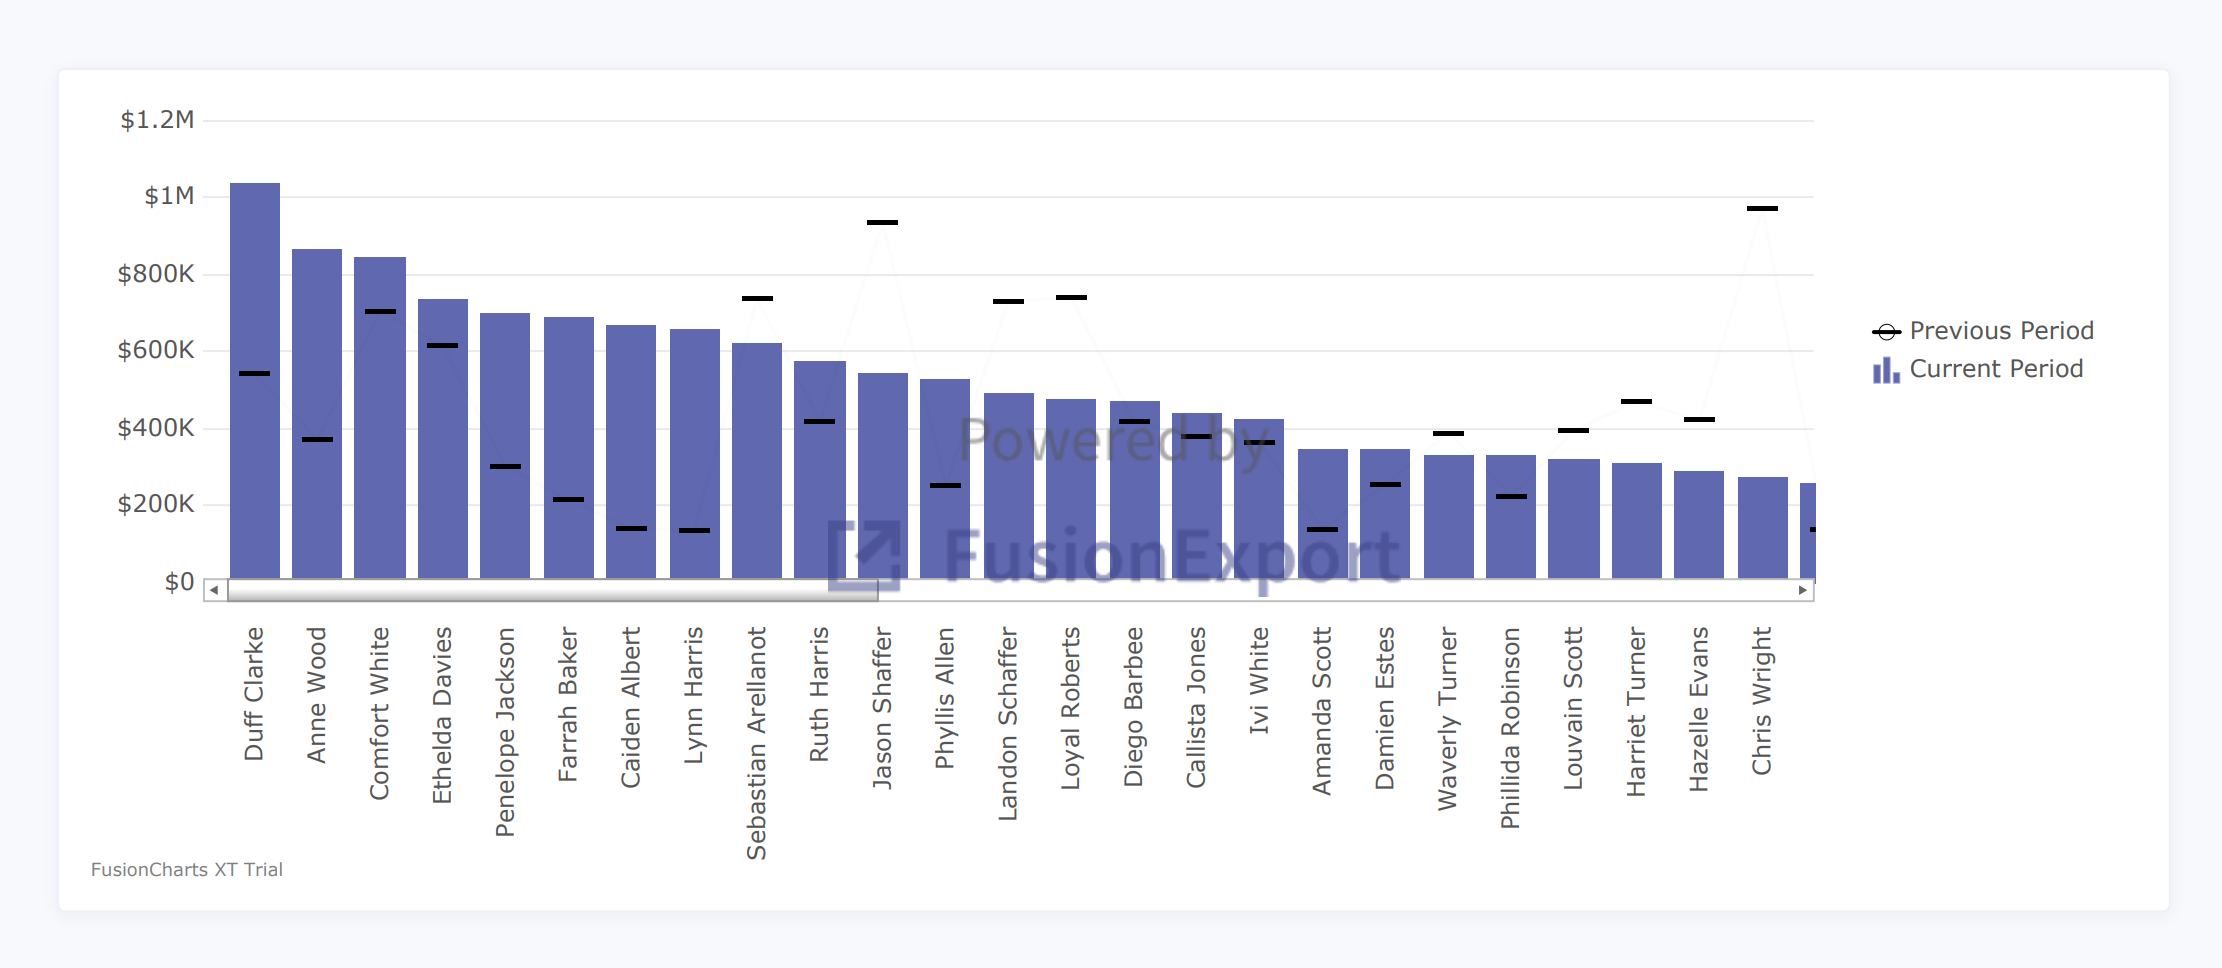 $1.2M
$1M
$800K
$600K
$400K
$200K
$0
Previous Period
Current Period
Powered by
FusionExport
Duff Clarke
Anne Wood
Comfort White
Ethelda Davies
Penelope Jackson
Farrah Baker
Caiden Albert
Lynn Harris
Sebastian Arellanot
Ruth Harris
Jason Shaffer
Phyllis Allen
Landon Schaffer
Loyal Roberts
Diego Barbee
Callista Jones
Ivi White
Amanda Scott
Damien Estes
Waverly Turner
Phillida Robinson
Louvain Scott
Harriet Turner
Hazelle Evans
Chris Wright
FusionCharts XT Trial